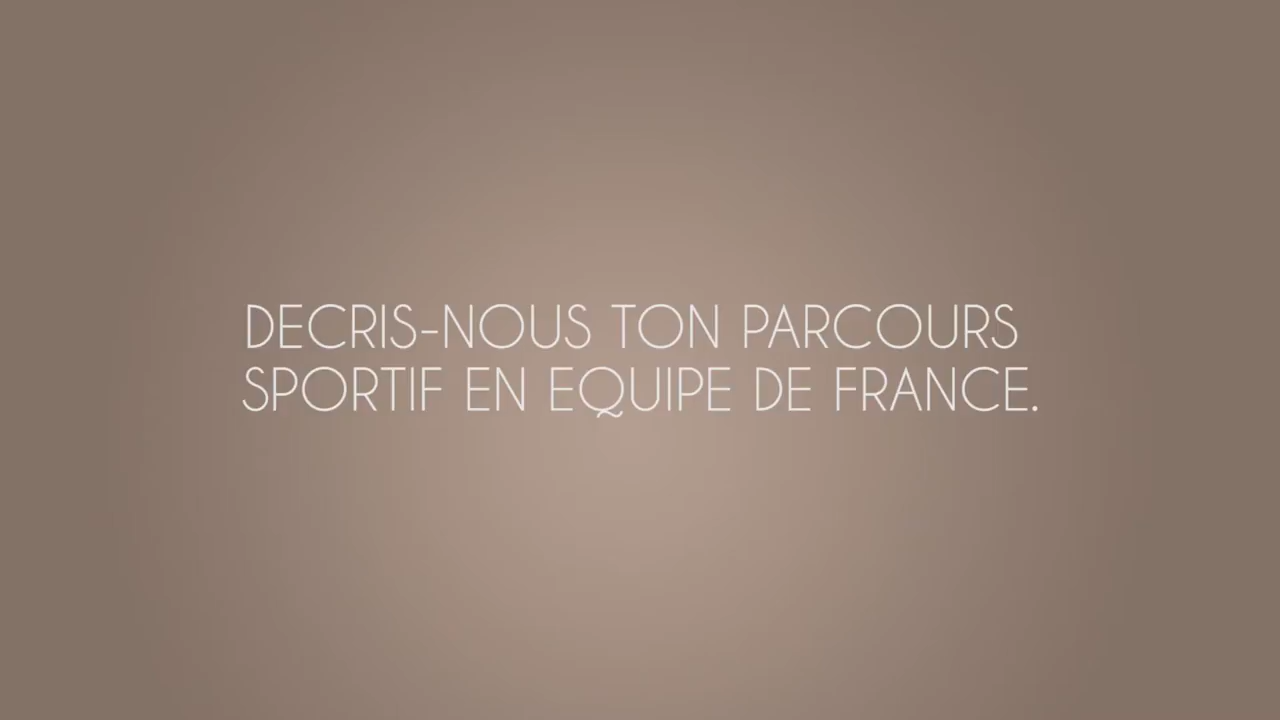 DECRIS-NOUS TON PARCOURS
SPORTIF EN EQUIPE DE FRANCE.